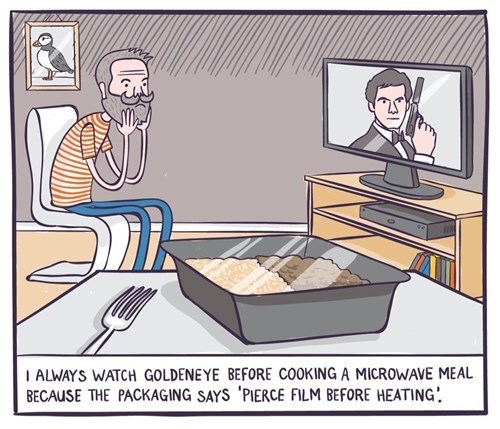 I ALWAYS WATCH GOLDENEYE BEFORE COOKING A MICROWAVE MEAL
BECAUSE THE PACKAGING SAYS 'PIERCE FILM BEFORE HEATING'.